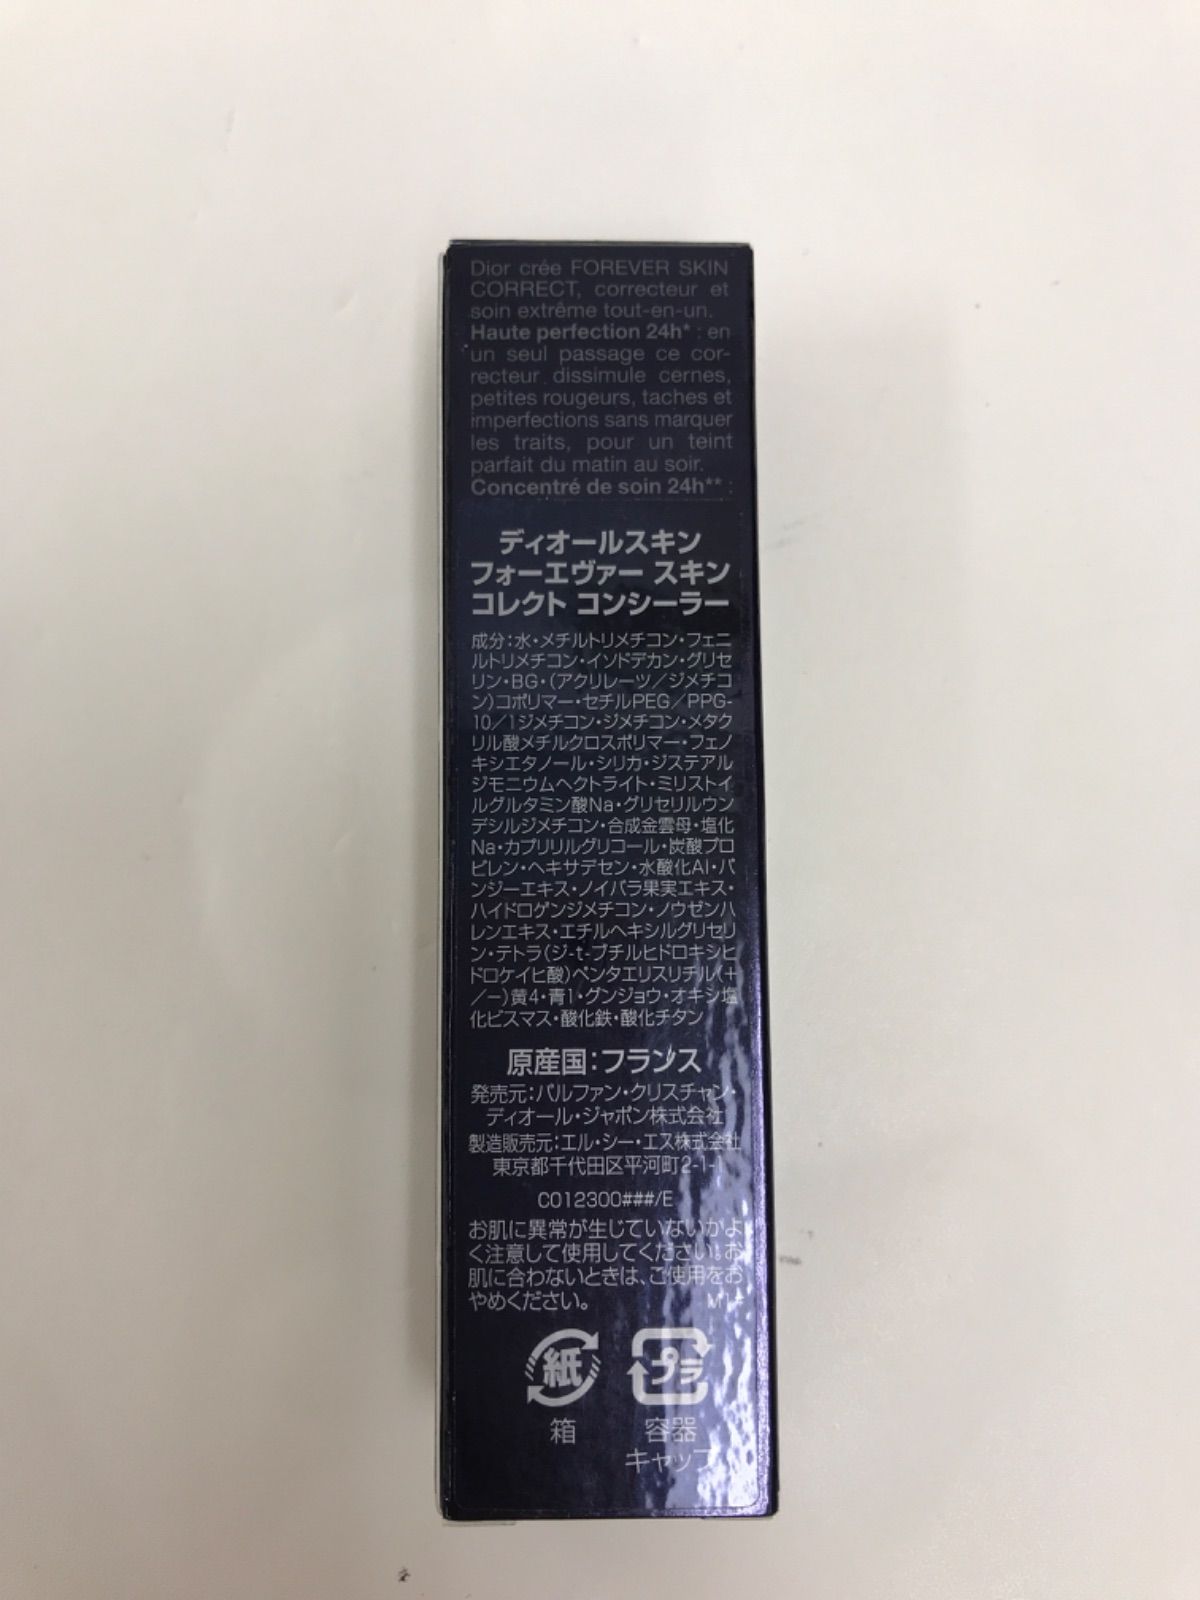 Dior crée FOREVER SKIN
CORRECT, correcteur et
soin extrême tout-en-un.
Haute perfection 24h* : en
un seul passage ce cor-
recteur dissimule cernes,
petites rougeurs, taches et
imperfections sans marquer
les traits, pour un teint
parfait du matin au soir.
Concentré de soin 24h** :
ディオールスキン
フォーエヴァー スキン
コレクト コンシーラー
成分：水・メチルトリメチコン・フェニ
ルトリメチコン・イソドデカン・グリセ
リン・BG・（アクリレーツ／ジメチコ
ン）コポリマー・セチルPEG／PPG-
10／1ジメチコン・ジメチコン・メタク
リル酸メチルクロスポリマー・フェノ
キシエタノール・シリカ・ジステアル
ジモニウムヘクトライト・ミリストイ
ルグルタミン酸Na・グリセリルウン
デシルジメチコン・合成金雲母・塩化
Na・カプリリルグリコール・炭酸プロ
ピレン・ヘキサデセン・水酸化Al・パ
ンジーエキス・ノイバラ果実エキス・
ハイドロゲンジメチコン・ノウゼンハ
レンエキス・エチルヘキシルグリセリ
ン・テトラ（ジ-t-ブチルヒドロキシヒ
ドロケイヒ酸）ペンタエリスリチル（＋
／－）黄4・青1・グンジョウ・オキシ塩
化ビスマス・酸化鉄・酸化チタン
原産国：フランス
発売元：パルファン・クリスチャン・
ディオール・ジャポン株式会社
製造販売元：エル・シー・エス株式会社
東京都千代田区平河町2-1-1
C012300###/E
お肌に異常が生じていないかよ
く注意して使用してください。お
肌に合わないときは、ご使用をお
やめください。
紙 プラ
箱 容器
キャップ